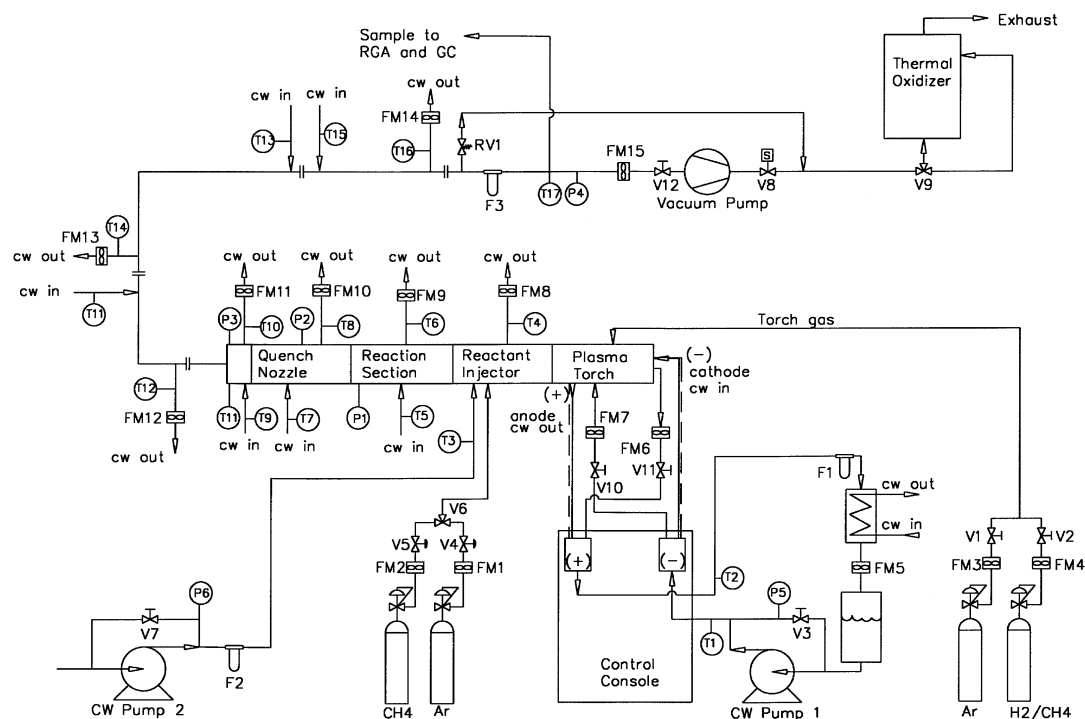 Exhaust
Sample to
RGA and GC
Thermal
Oxidizer
cw out
cw in
cw in
FM14
T13
T15
T16
RV1
FM15
S
F3
T17
P4
V12
V8
V9
Vacuum Pump
FM13
T14
cw out
cw in
T11
cw out
cw out
cw out
cw out
FM11
FM10
FM9
FM8
P3
T10
P2
T8
T6
T4
Torch gas
Quench
Nozzle
Reaction
Section
Reactant
Injector
Plasma
Torch
(-)
cathode
cw in
(+)
anode
cw out
T12
FM12
cw out
T11
T9
T7
P1
T5
cw in
cw in
cw in
T3
FM7
FM6
V10
V11
F1
cw out
cw in
V6
V5
V4
FM2
FM1
(+)
(-)
T2
FM5
V1
V2
FM3
FM4
P6
V7
P5
V3
T1
F2
Control
Console
CW Pump 2
CH4
Ar
CW Pump 1
Ar
H2/CH4